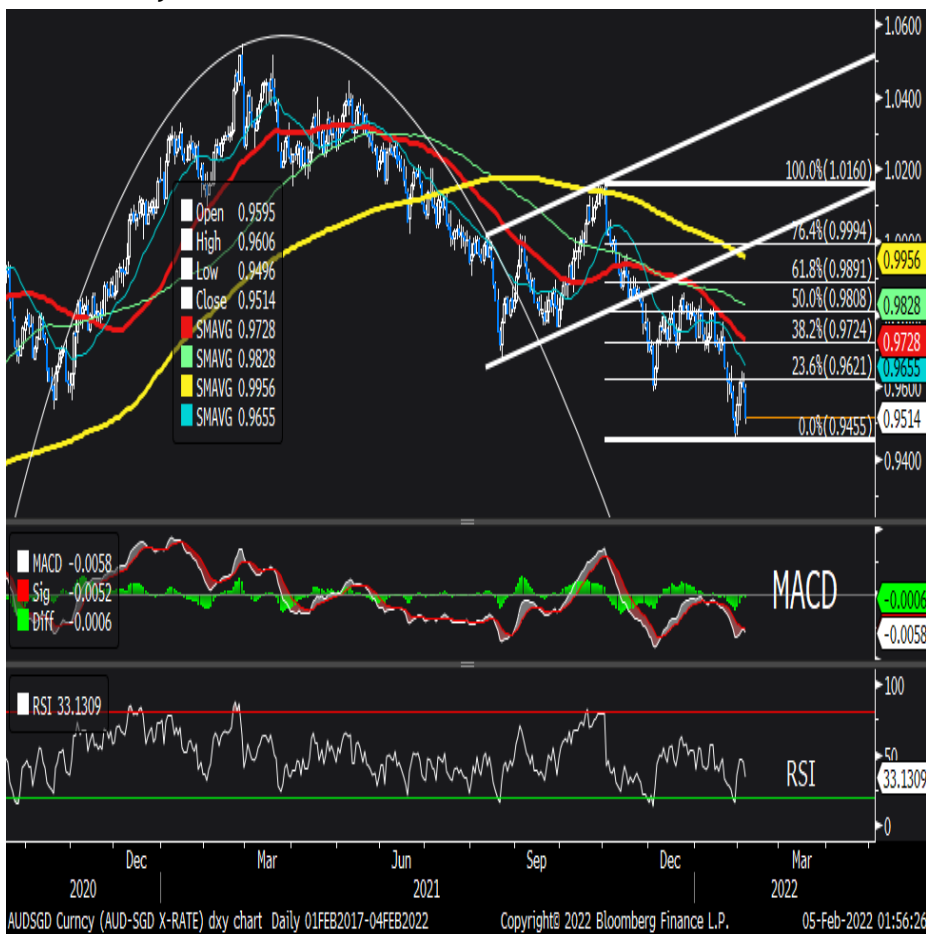 1.0600
1.0400
1.0200
100.0%(1.0160)
1.0000
76.4%(0.9994)
0.9956
61.8%(0.9891)
50.0%(0.9808)
0.9828
38.2%(0.9724)
0.9728
0.9655
23.6%(0.9621)
0.9600
0.9514
0.0%(0.9455)
0.9400
Open 0.9595
High 0.9606
Low 0.9496
Close 0.9514
SMAVG 0.9728
SMAVG 0.9828
SMAVG 0.9956
SMAVG 0.9655
MACD -0.0058
Sig -0.0052
Diff -0.0006
MACD
-0.0006
-0.0058
RSI 33.1309
100
50
RSI
33.1309
0
Dec Mar Jun Sep Dec Mar
2020 2021 2022
AUDSGD Curncy (AUD-SGD X-RATE) dxy chart Daily 01FEB2017-04FEB2022 Copyright© 2022 Bloomberg Finance L.P. 05-Feb-2022 01:56:26